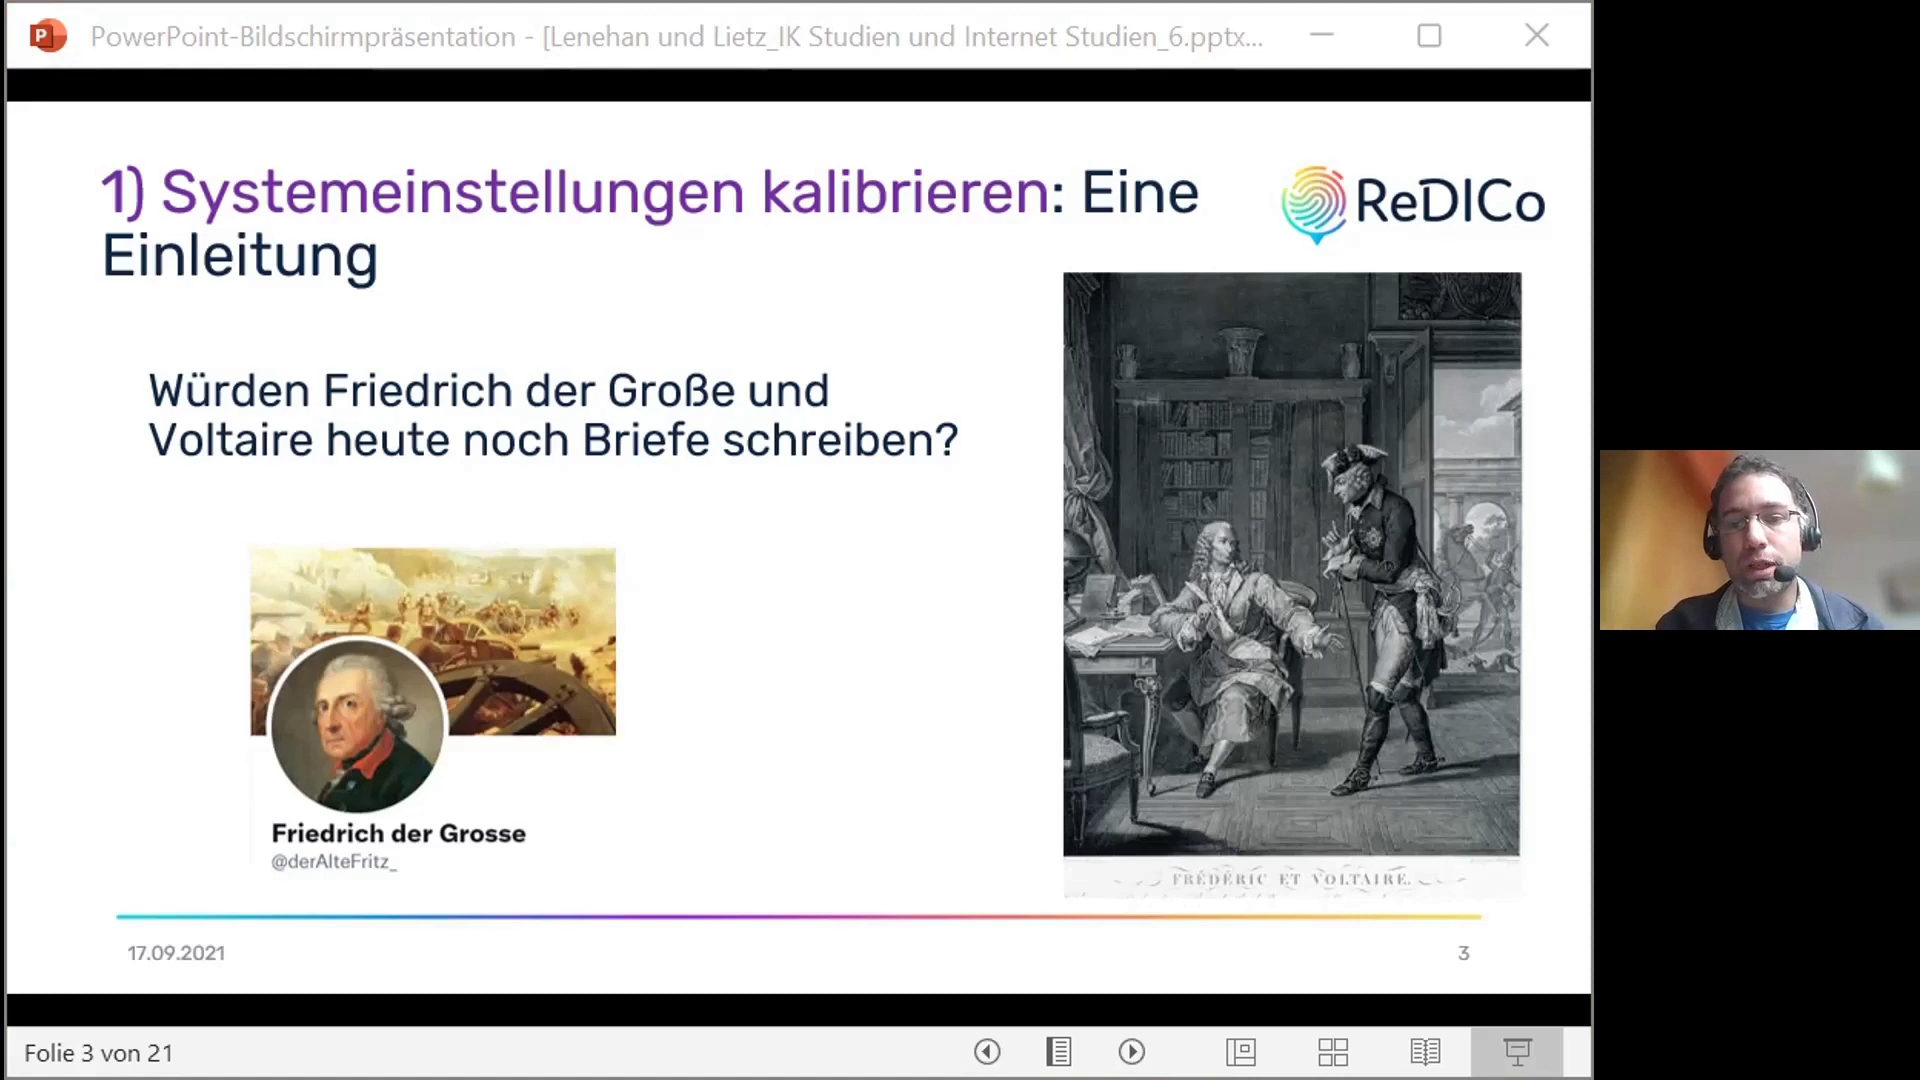 PowerPoint-Bildschirmpräsentation - [Lenehan und Lietz_IK Studien und Internet Studien_6.pptx...
1) Systemeinstellungen kalibrieren: Eine
Einleitung
ReDICo
Würden Friedrich der Große und
Voltaire heute noch Briefe schreiben?
Friedrich der Grosse
@derAlteFritz_
FRÉDÉRIC ET VOLTAIRE.
17.09.2021
3
Folie 3 von 21